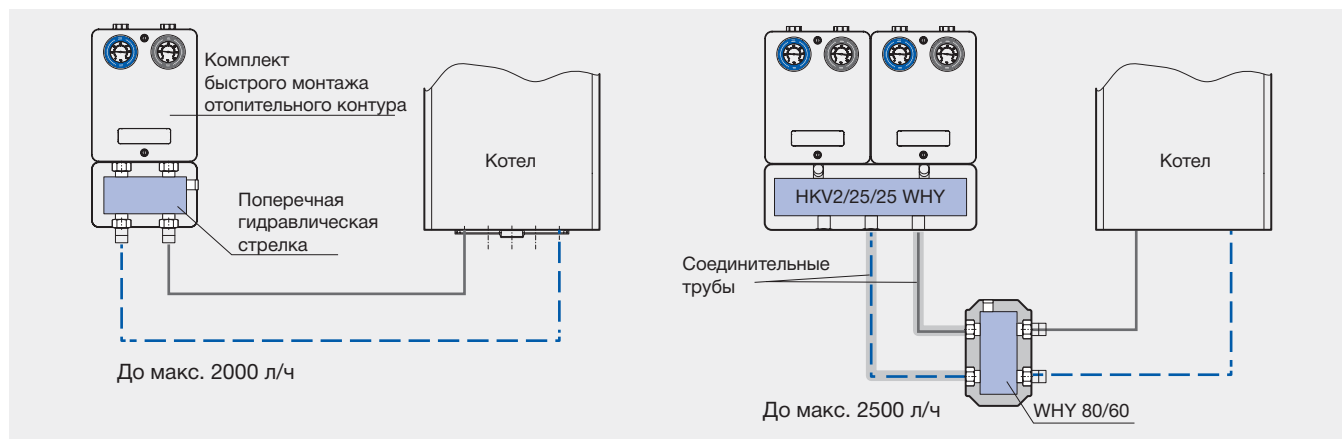 Комплект
быстрого монтажа
отопительного контура
Котел
Поперечная
гидравлическая
стрелка
До макс. 2000 л/ч
HKV2/25/25 WHY
Котел
Соединительные
трубы
До макс. 2500 л/ч
WHY 80/60